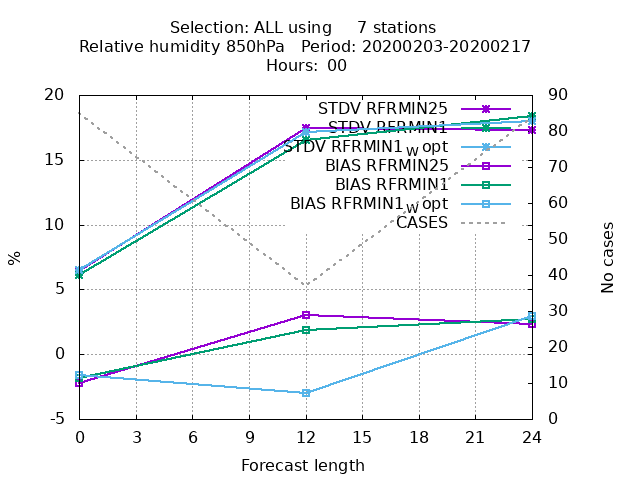 Selection: ALL using 7 stations
Relative humidity 850hPa Period: 20200203-20200217
Hours: 00
STDV RFRMIN25
STDV RFRMIN1
STDV RFRMIN1w opt
BIAS RFRMIN25
BIAS RFRMIN1
BIAS RFRMIN1w opt
CASES
20
15
10
5
0
-5
%
90
80
70
60
50
40
30
20
10
0
No cases
0 3 6 9 12 15 18 21 24
Forecast length